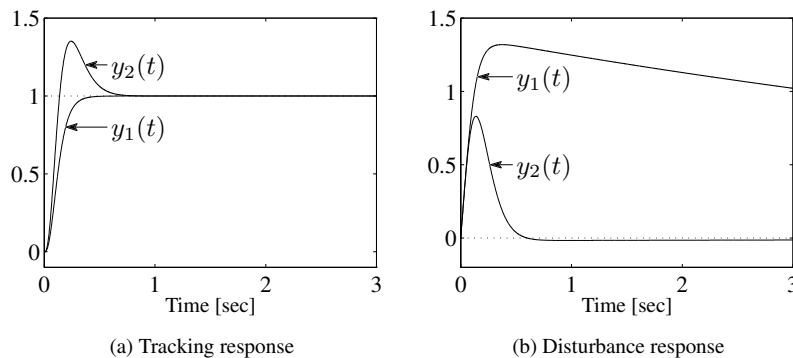 1.5
y₂(t)
1
y₁(t)
0.5
0
0 1 2 3
Time [sec]
(a) Tracking response
1.5
y₁(t)
1
0.5
y₂(t)
0
0 1 2 3
Time [sec]
(b) Disturbance response